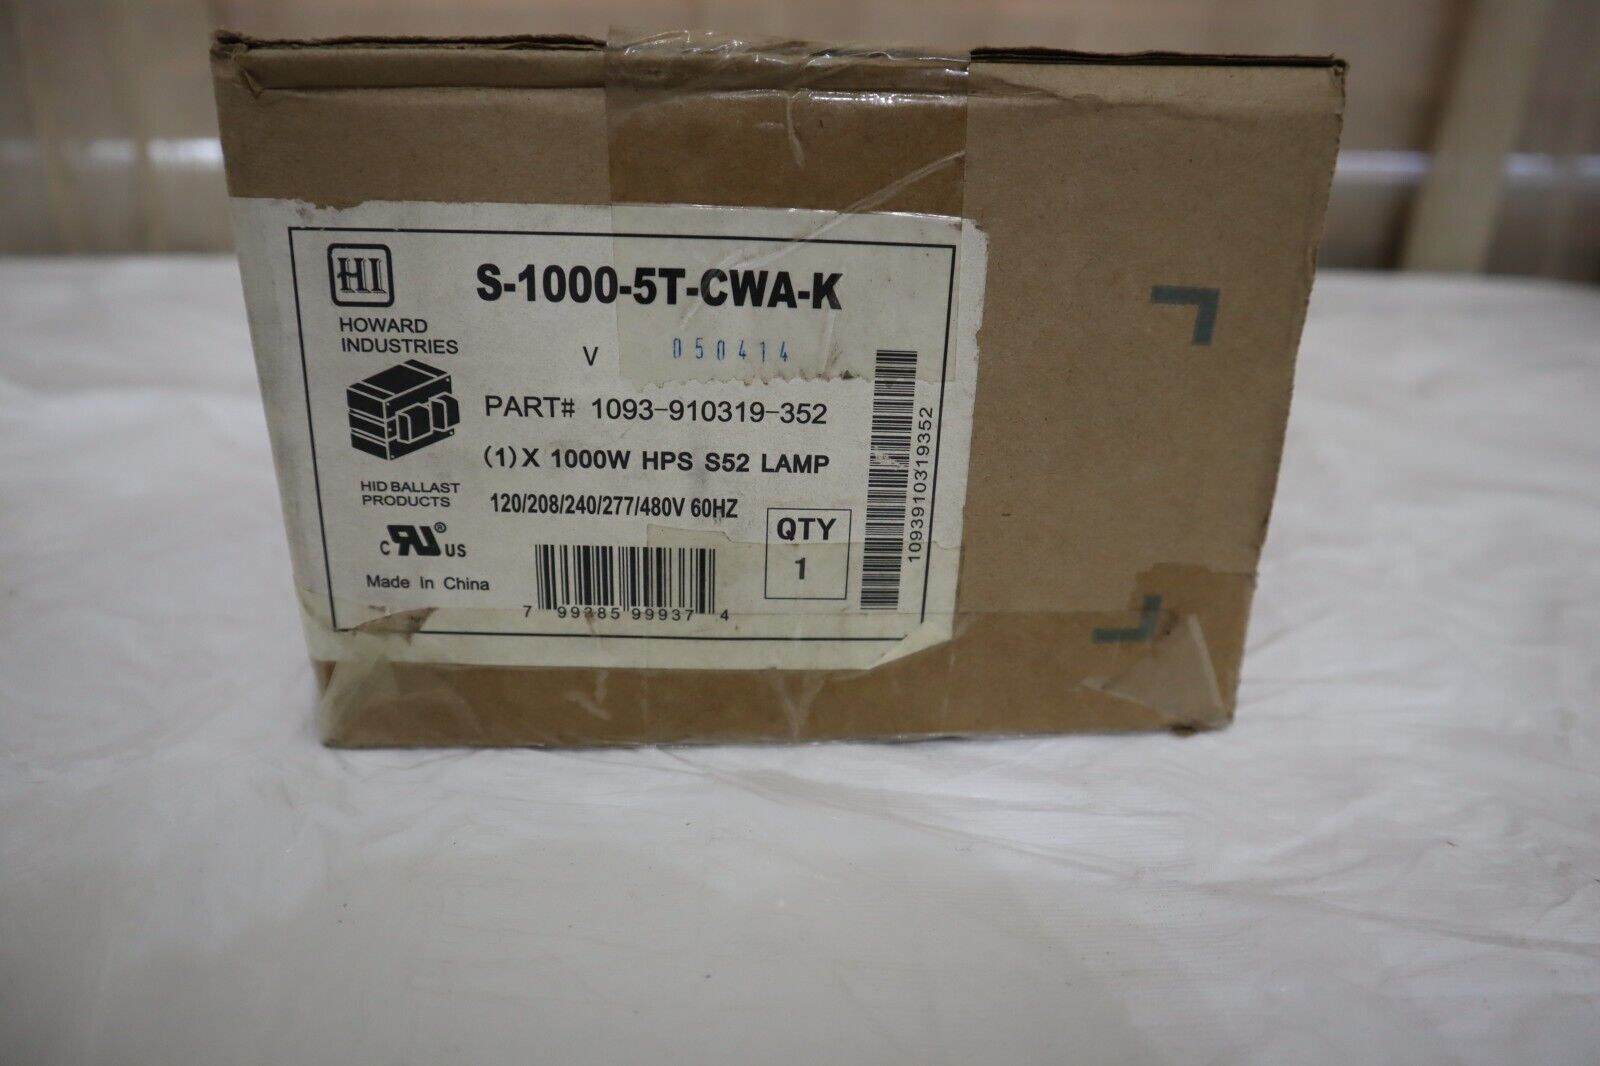 HI
HOWARD
INDUSTRIES
HID BALLAST
PRODUCTS
C RU® US
Made In China
S-1000-5T-CWA-K
V 050414
PART# 1093-910319-352
(1) X 1000W HPS S52 LAMP
120/208/240/277/480V 60HZ
QTY
1
7 99385 99937 4
1093910319352